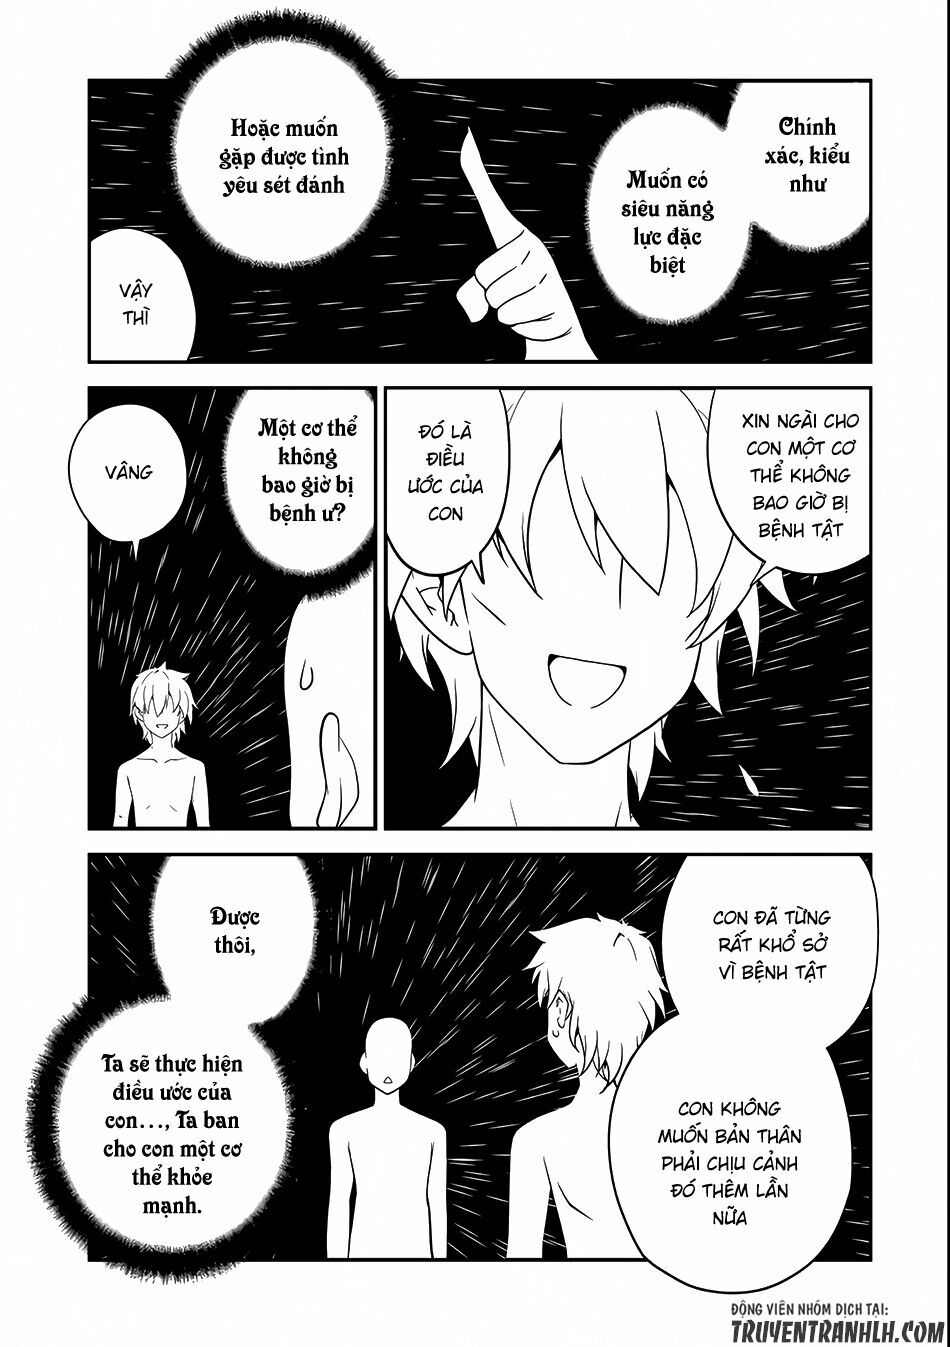 Chính
xác, kiểu
như
Muốn có
siêu năng
lực đặc
biệt
Hoặc muốn
gặp được tình
yêu sét đánh
VẬY
THÌ
XIN NGÀI CHO
CON MỘT CƠ
THỂ KHÔNG
BAO GIỜ BỊ
BỆNH TẬT
ĐÓ LÀ
ĐIỀU
ƯỚC CỦA
CON
Một cơ thể
không
bao giờ bị
bệnh ư?
VÂNG
CON ĐÃ TỪNG
RẤT KHỔ SỞ
VÌ BỆNH TẬT
CON KHÔNG
MUỐN BẢN THÂN
PHẢI CHỊU CẢNH
ĐÓ THÊM LẦN
NỮA
Được
thôi,
Ta sẽ thực hiện
điều ước của
con..., Ta ban
cho con một cơ
thể khỏe
mạnh.
ĐỘNG VIÊN NHÓM DỊCH TẠI:
TRUYENTRANHLH.COM